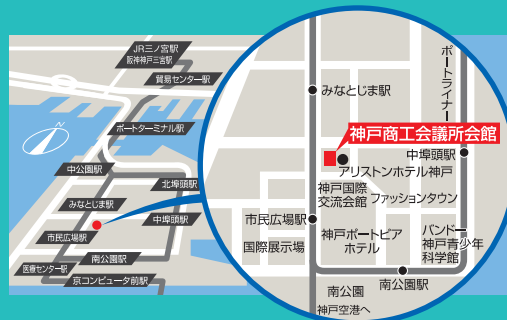 JR三ノ宮駅
阪神神戸三宮駅
貿易センター駅
ポートターミナル駅
中公園駅
北埠頭駅
みなとじま駅
中埠頭駅
市民広場駅
南公園駅
医療センター駅
京コンピュータ前駅
ポートライナー
みなとじま駅
神戸商工会議所会館
中埠頭駅
アリストンホテル神戸
神戸国際
交流会館
ファッションタウン
市民広場駅
国際展示場
神戸ポートピア
ホテル
バンドー
神戸青少年
科学館
南公園
南公園駅
神戸空港へ